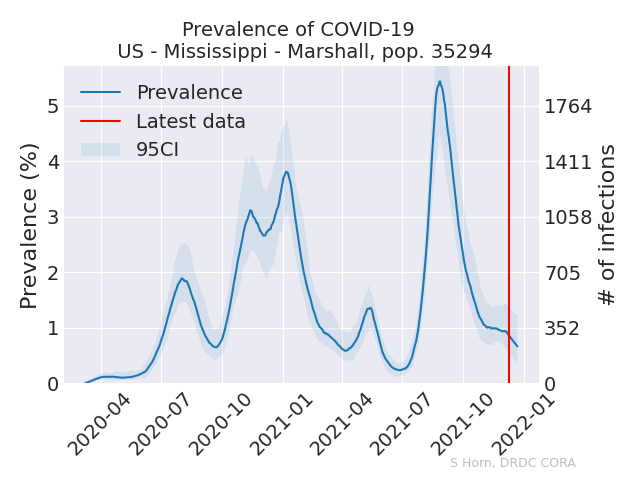 Prevalence of COVID-19
US - Mississippi - Marshall, pop. 35294
Prevalence
Latest data
95CI
Prevalence (%)
5
4
3
2
1
0
1764
1411
1058
705
352
0
# of infections
2020-04
2020-07
2020-10
2021-01
2021-04
2021-07
2021-10
2022-01
S Horn, DRDC CORA